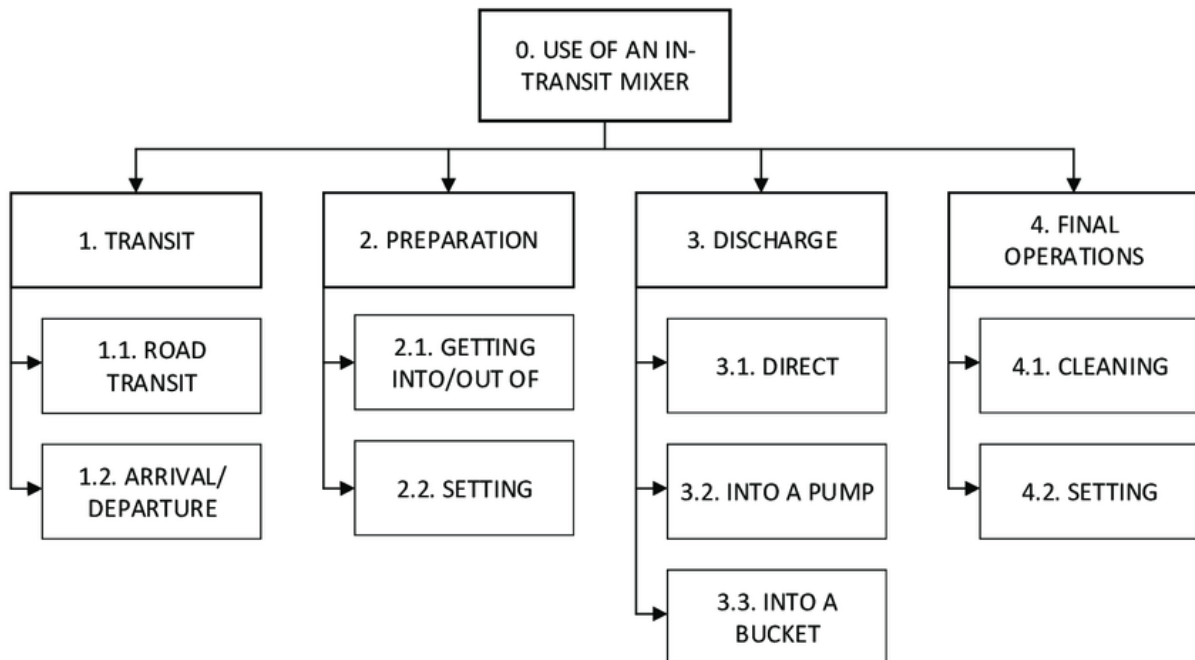 0. USE OF AN IN-
TRANSIT MIXER
1. TRANSIT
2. PREPARATION
3. DISCHARGE
4. FINAL
OPERATIONS
1.1. ROAD
TRANSIT
2.1. GETTING
INTO/OUT OF
3.1. DIRECT
4.1. CLEANING
1.2. ARRIVAL/
DEPARTURE
2.2. SETTING
3.2. INTO A PUMP
4.2. SETTING
3.3. INTO A
BUCKET